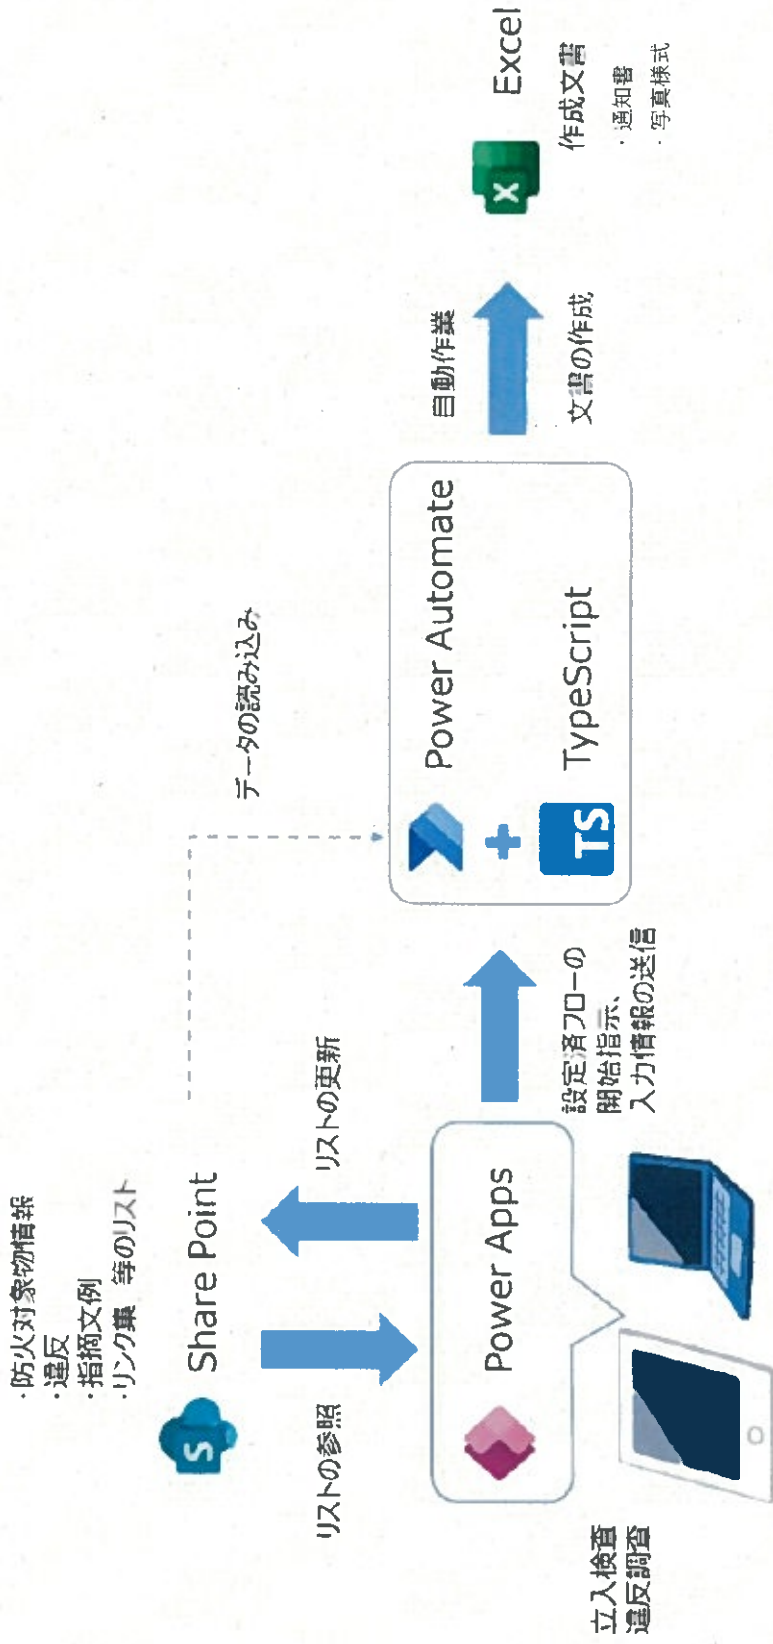 ・防火対象物情報
・違反
・指摘文例
・リンク集 等のリスト
S
Share Point
リストの参照
リストの更新
データの読み込み
Power Apps
立入検査
違反調査
設定済フローの
開始指示、
入力情報の送信
Power Automate
+
TS
TypeScript
自動作業
文書の作成
X
Excel
作成文書
・通知書
・写真様式